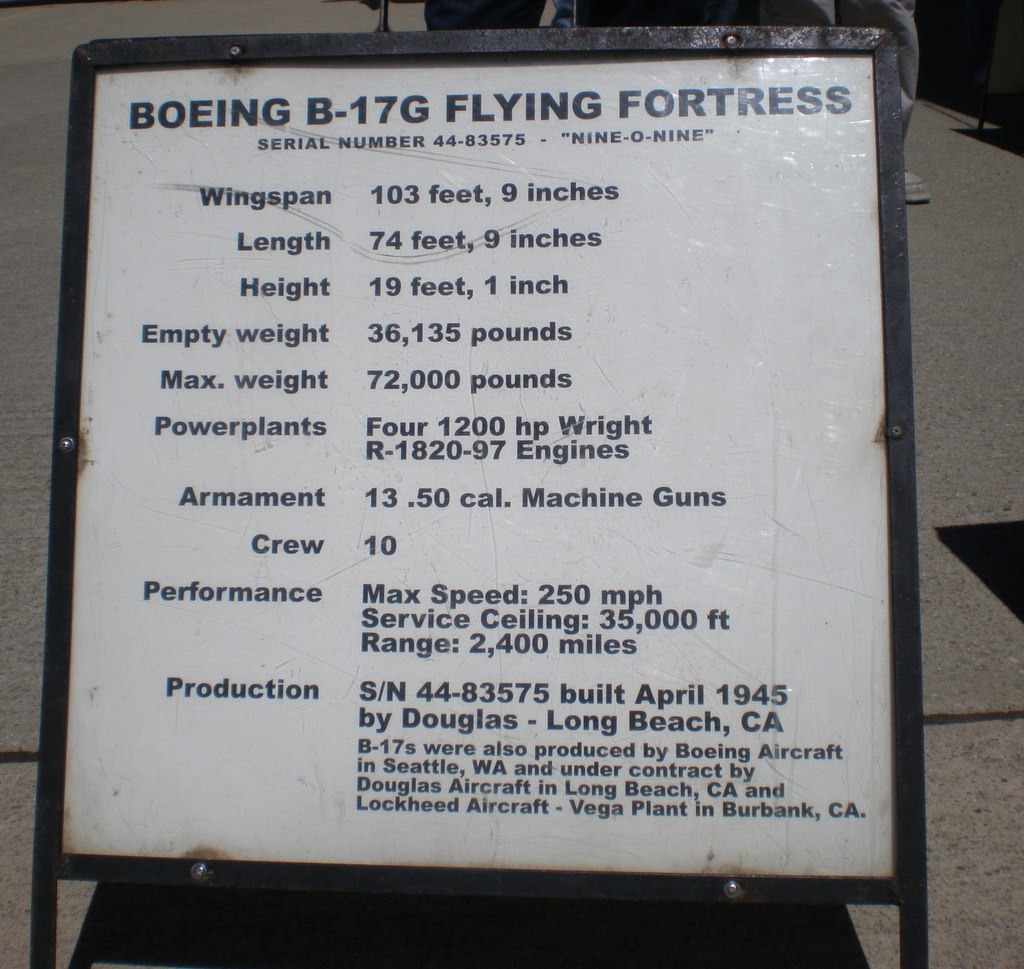 BOEING B-17G FLYING FORTRESS
SERIAL NUMBER 44-83575 - "NINE-O-NINE"
Wingspan 103 feet, 9 inches
Length 74 feet, 9 inches
Height 19 feet, 1 inch
Empty weight 36,135 pounds
Max. weight 72,000 pounds
Powerplants Four 1200 hp Wright
R-1820-97 Engines
Armament 13 .50 cal. Machine Guns
Crew 10
Performance Max Speed: 250 mph
Service Ceiling: 35,000 ft
Range: 2,400 miles
Production S/N 44-83575 built April 1945
by Douglas - Long Beach, CA
B-17s were also produced by Boeing Aircraft
in Seattle, WA and under contract by
Douglas Aircraft in Long Beach, CA and
Lockheed Aircraft - Vega Plant in Burbank, CA.